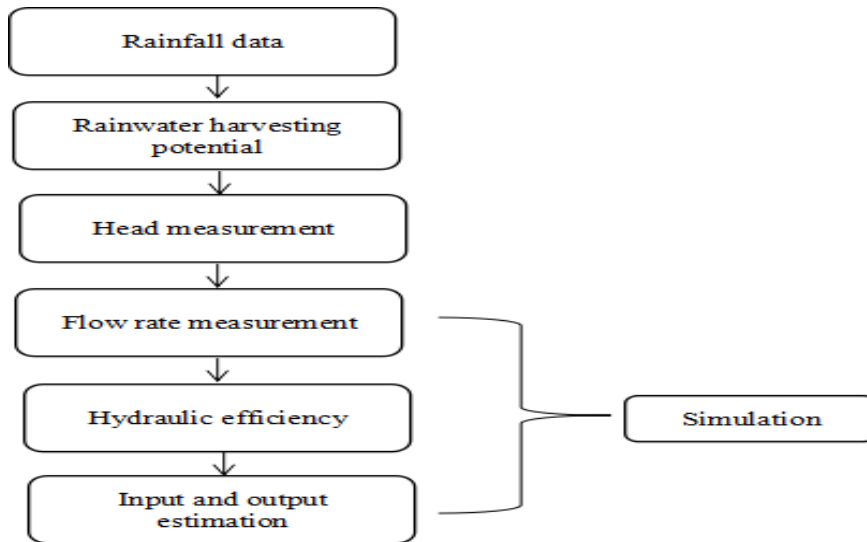 Rainfall data
Rainwater harvesting
potential
Head measurement
Flow rate measurement
Hydraulic efficiency
Simulation
Input and output
estimation